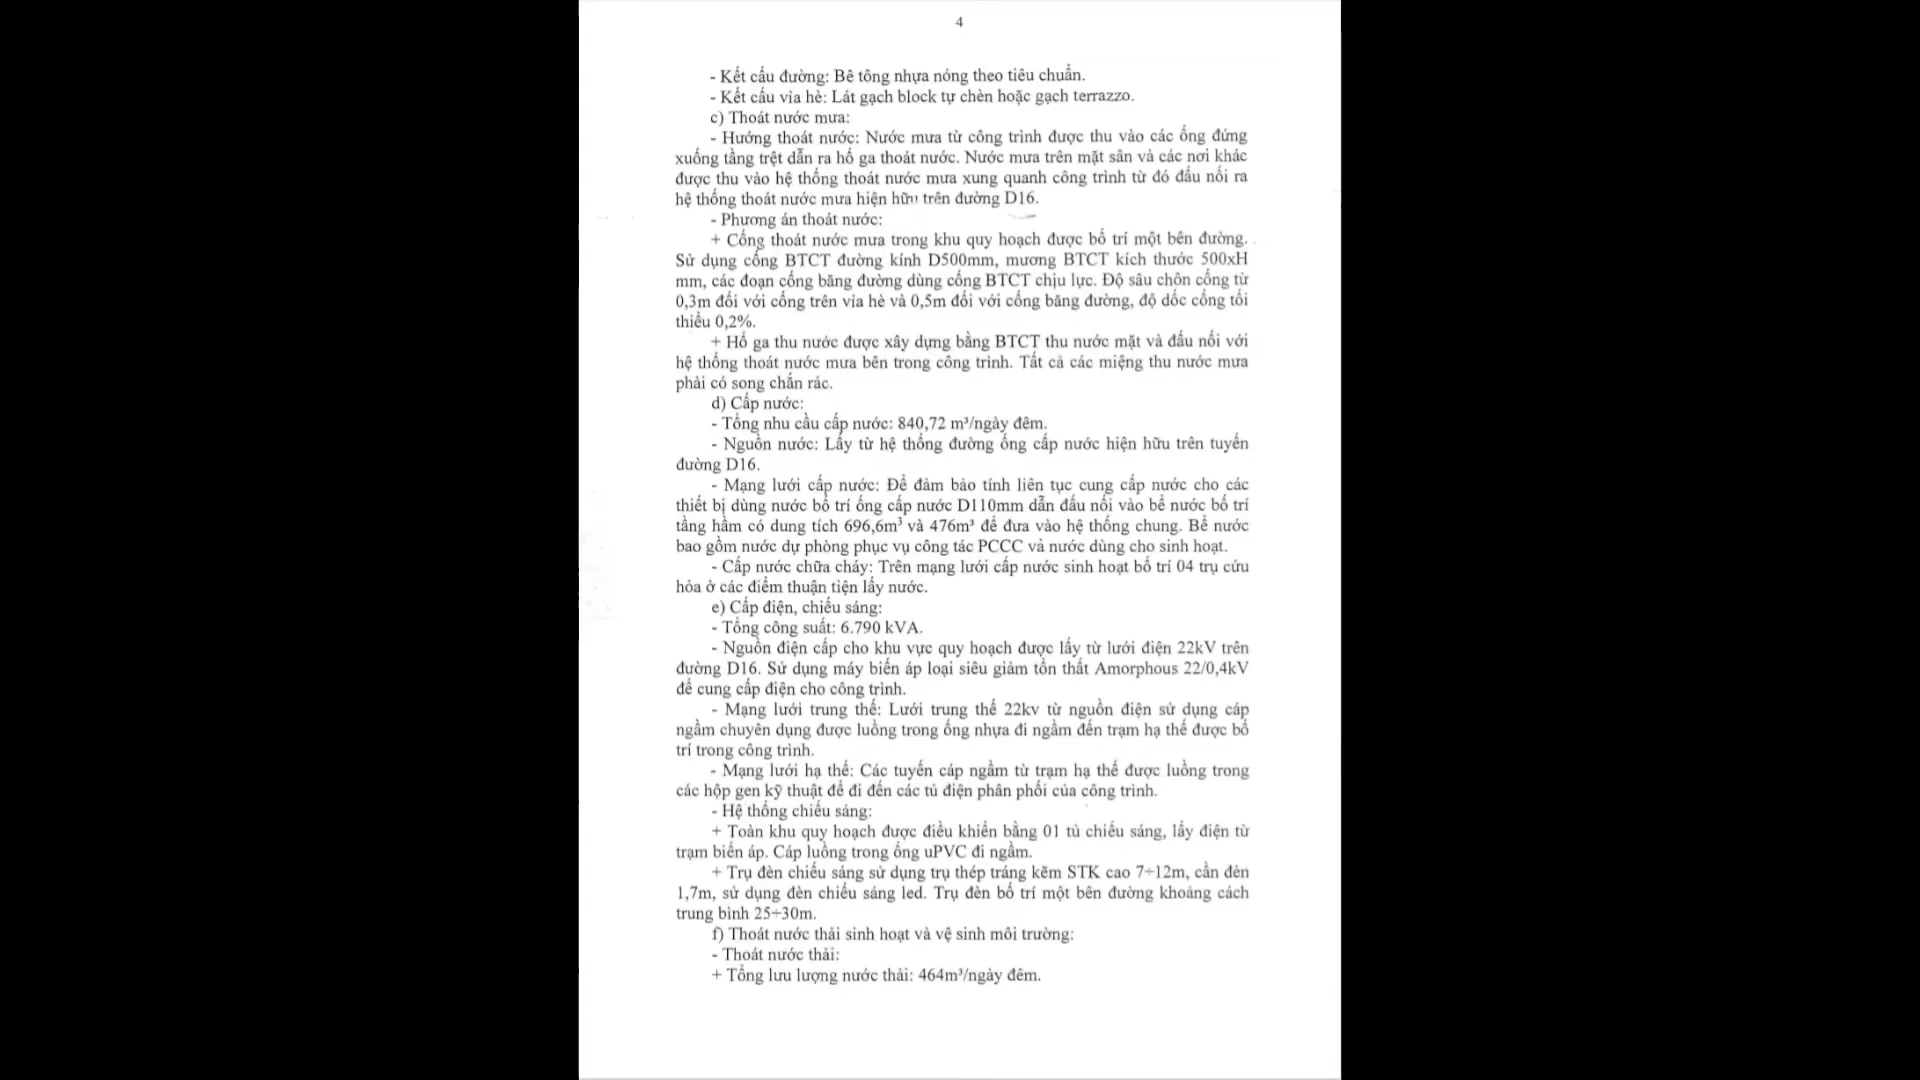 4
- Kết cấu đường: Bê tông nhựa nóng theo tiêu chuẩn.
- Kết cấu vỉa hè: Lát gạch block tự chèn hoặc gạch terrazzo.
c) Thoát nước mưa:
- Hướng thoát nước: Nước mưa từ công trình được thu vào các ống đứng
xuống tầng trệt dẫn ra hố ga thoát nước. Nước mưa trên mặt sân và các nơi khác
được thu vào hệ thống thoát nước mưa xung quanh công trình từ đó đấu nối ra
hệ thống thoát nước mưa hiện hữu trên đường D16.
- Phương án thoát nước:
+ Cống thoát nước mưa trong khu quy hoạch được bố trí một bên đường.
Sử dụng cống BTCT đường kính D500mm, mương BTCT kích thước 500xH
mm, các đoạn cống băng đường dùng cống BTCT chịu lực. Độ sâu chôn cống từ
0,3m đối với cống trên vỉa hè và 0,5m đối với cống băng đường, độ dốc cống tối
thiểu 0,2%.
+ Hố ga thu nước được xây dựng bằng BTCT thu nước mặt và đấu nối với
hệ thống thoát nước mưa bên trong công trình. Tất cả các miệng thu nước mưa
phải có song chắn rác.
d) Cấp nước:
- Tổng nhu cầu cấp nước: 840,72 m³/ngày đêm.
- Nguồn nước: Lấy từ hệ thống đường ống cấp nước hiện hữu trên tuyến
đường D16.
- Mạng lưới cấp nước: Để đảm bảo tính liên tục cung cấp nước cho các
thiết bị dùng nước bố trí ống cấp nước D110mm dẫn đấu nối vào bể nước bố trí
tầng hầm có dung tích 696,6m³ và 476m³ để đưa vào hệ thống chung. Bể nước
bao gồm nước dự phòng phục vụ công tác PCCC và nước dùng cho sinh hoạt.
- Cấp nước chữa cháy: Trên mạng lưới cấp nước sinh hoạt bố trí 04 trụ cứu
hỏa ở các điểm thuận tiện lấy nước.
e) Cấp điện, chiếu sáng:
- Tổng công suất: 6.790 kVA.
- Nguồn điện cấp cho khu vực quy hoạch được lấy từ lưới điện 22kV trên
đường D16. Sử dụng máy biến áp loại siêu giảm tổn thất Amorphous 22/0,4kV
để cung cấp điện cho công trình.
- Mạng lưới trung thế: Lưới trung thế 22kv từ nguồn điện sử dụng cáp
ngầm chuyên dụng được luồng trong ống nhựa đi ngầm đến trạm hạ thế được bố
trí trong công trình.
- Mạng lưới hạ thế: Các tuyến cáp ngầm từ trạm hạ thế được luồng trong
các hộp gen kỹ thuật để đi đến các tủ điện phân phối của công trình.
- Hệ thống chiếu sáng:
+ Toàn khu quy hoạch được điều khiển bằng 01 tủ chiếu sáng, lấy điện từ
trạm biến áp. Cáp luồng trong ống uPVC đi ngầm.
+ Trụ đèn chiếu sáng sử dụng trụ thép tráng kẽm STK cao 7÷12m, cần đèn
1,7m, sử dụng đèn chiếu sáng led. Trụ đèn bố trí một bên đường khoảng cách
trung bình 25÷30m.
f) Thoát nước thải sinh hoạt và vệ sinh môi trường:
- Thoát nước thải:
+ Tổng lưu lượng nước thải: 464m³/ngày đêm.